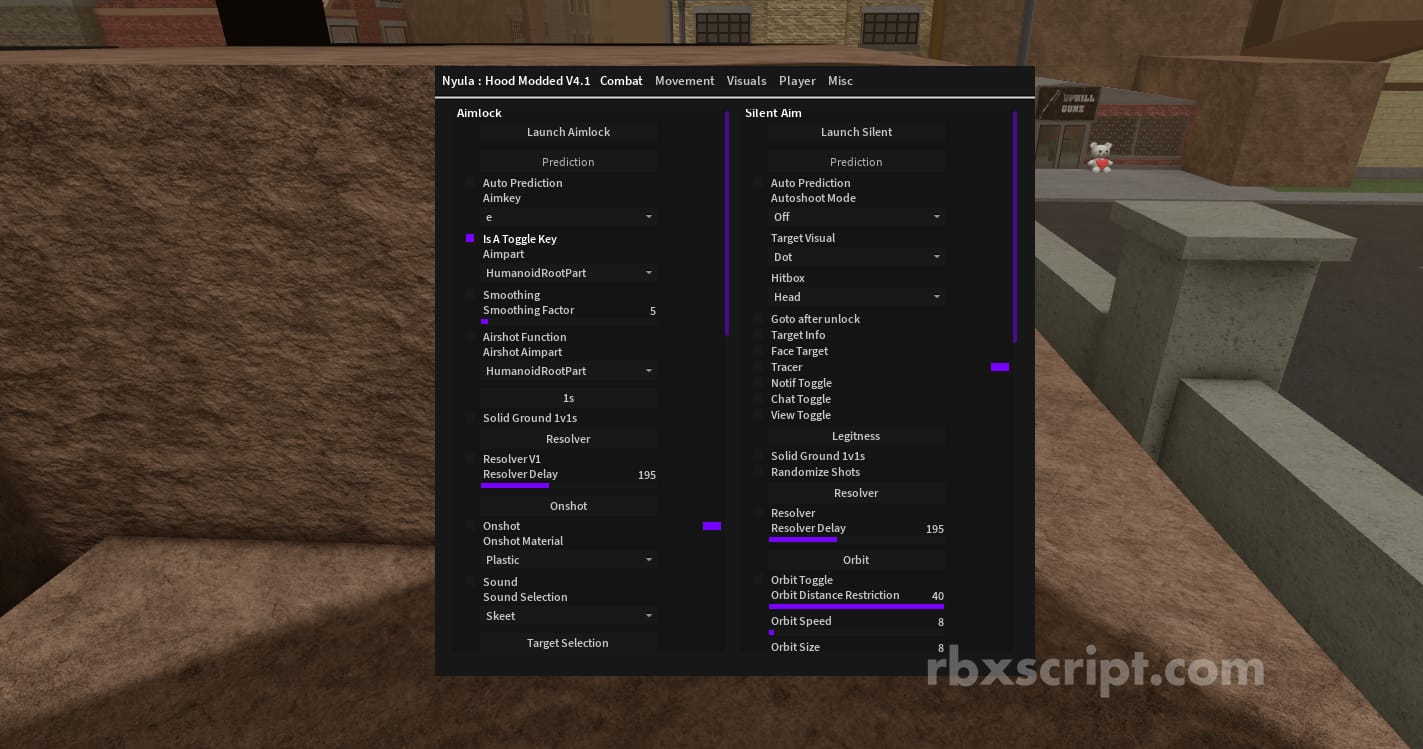 Nyula : Hood Modded V4.1 Combat Movement Visuals Player Misc
Aimlock
Launch Aimlock
Prediction
Auto Prediction
Aimkey
e
Is A Toggle Key
Aimpart
HumanoidRootPart
Smoothing
Smoothing Factor 5
Airshot Function
Airshot Aimpart
HumanoidRootPart
1s
Solid Ground 1v1s
Resolver
Resolver V1
Resolver Delay 195
Onshot
Onshot
Onshot Material
Plastic
Sound
Sound Selection
Skeet
Target Selection
Silent Aim
Launch Silent
Prediction
Auto Prediction
Autoshoot Mode
Off
Target Visual
Dot
Hitbox
Head
Goto after unlock
Target Info
Face Target
Tracer
Notif Toggle
Chat Toggle
View Toggle
Legitness
Solid Ground 1v1s
Randomize Shots
Resolver
Resolver
Resolver Delay 195
Orbit
Orbit Toggle
Orbit Distance Restriction 40
Orbit Speed 8
Orbit Size 8
UPHILL
GUNZ
rbxscript.com